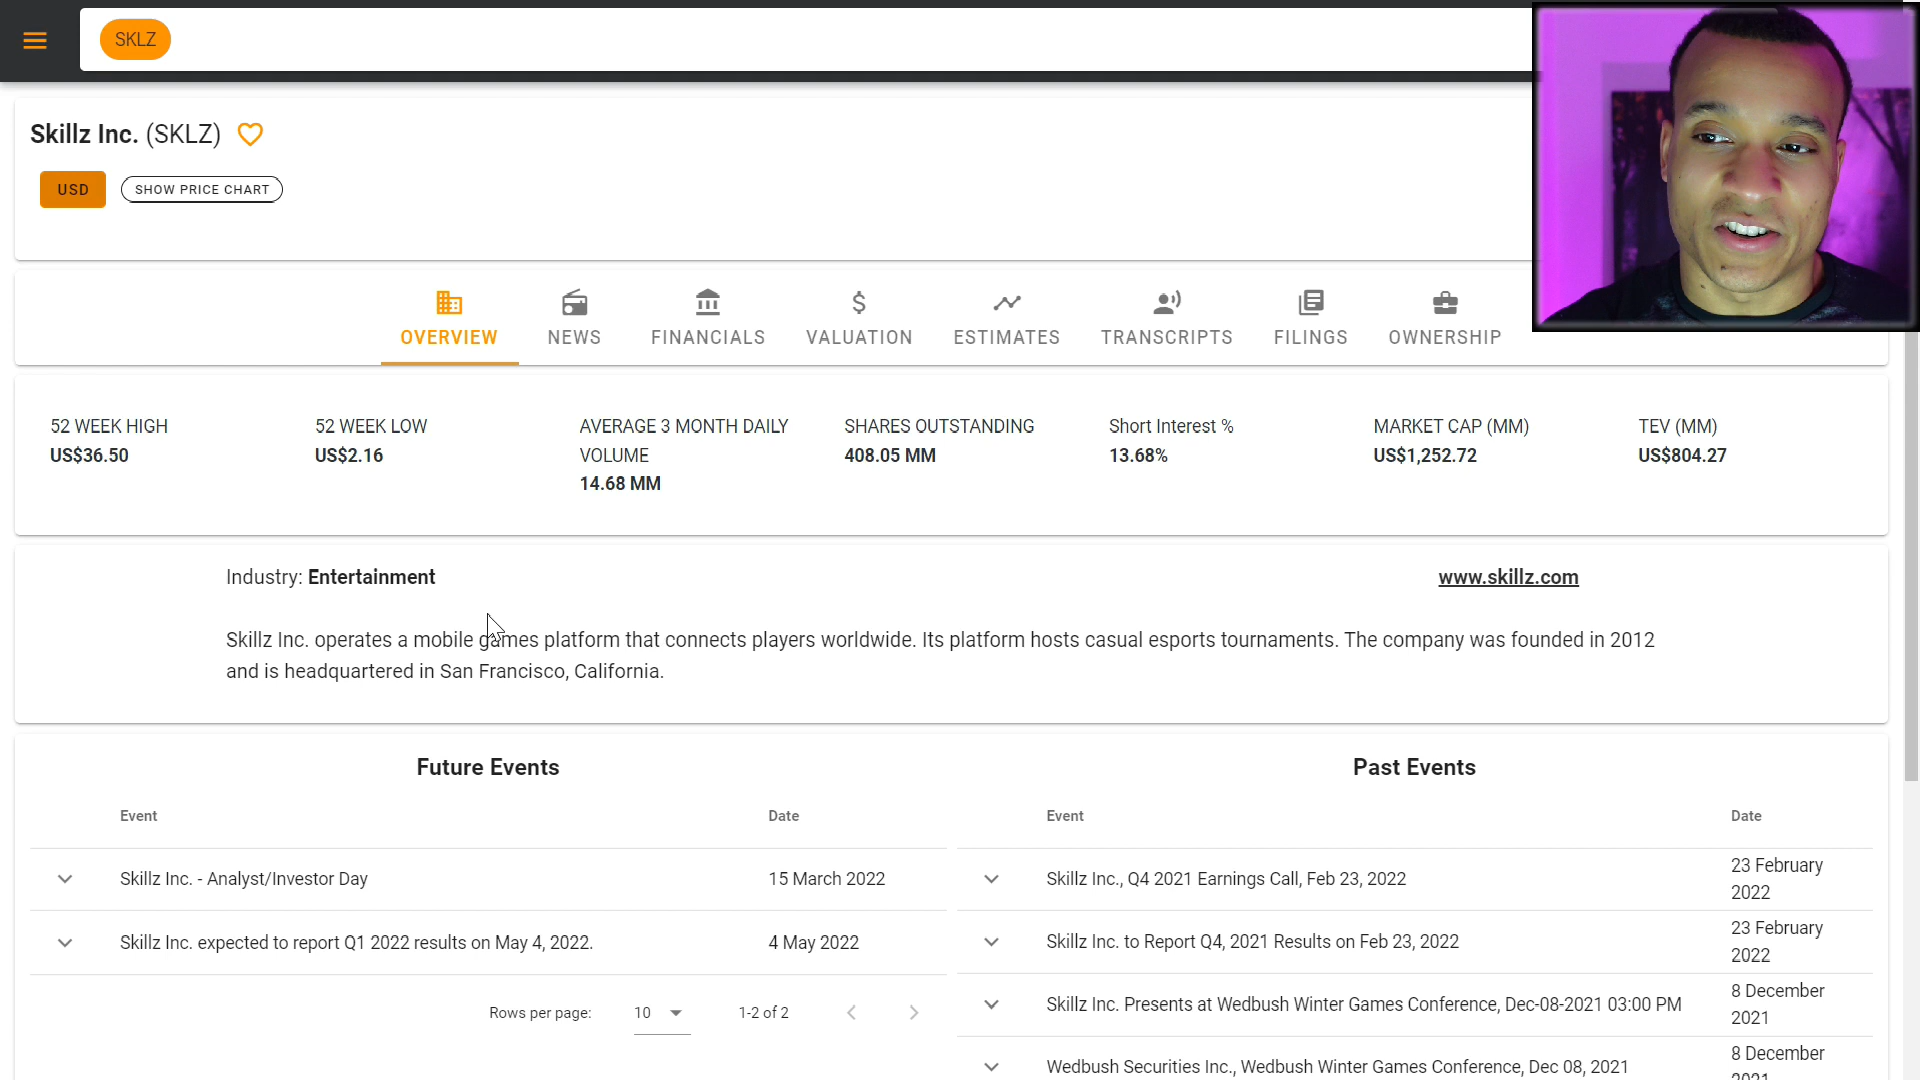 SKLZ
Skillz Inc. (SKLZ)
USD
SHOW PRICE CHART
OVERVIEW
NEWS
FINANCIALS
VALUATION
ESTIMATES
TRANSCRIPTS
FILINGS
OWNERSHIP
52 WEEK HIGH
US$36.50
52 WEEK LOW
US$2.16
AVERAGE 3 MONTH DAILY
VOLUME
14.68 MM
SHARES OUTSTANDING
408.05 MM
Short Interest %
13.68%
MARKET CAP (MM)
US$1,252.72
TEV (MM)
US$804.27
Industry: Entertainment
www.skillz.com
Skillz Inc. operates a mobile games platform that connects players worldwide. Its platform hosts casual esports tournaments. The company was founded in 2012
and is headquartered in San Francisco, California.
Future Events
Event Date
Skillz Inc. - Analyst/Investor Day 15 March 2022
Skillz Inc. expected to report Q1 2022 results on May 4, 2022. 4 May 2022
Rows per page: 10 1-2 of 2
Past Events
Event Date
Skillz Inc., Q4 2021 Earnings Call, Feb 23, 2022
23 February
2022
Skillz Inc. to Report Q4, 2021 Results on Feb 23, 2022
23 February
2022
Skillz Inc. Presents at Wedbush Winter Games Conference, Dec-08-2021 03:00 PM
8 December
2021
Wedbush Securities Inc., Wedbush Winter Games Conference, Dec 08, 2021
8 December
2021